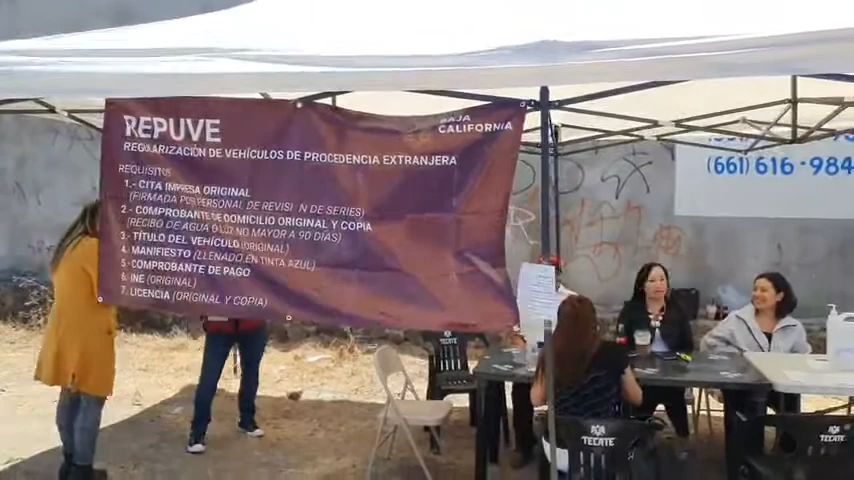 REPUVE
BAJA
CALIFORNIA
REGULARIZACIÓN DE VEHÍCULOS DE PROCEDENCIA EXTRANJERA
REQUISITOS
1.- CITA IMPRESA ORIGINAL
(FIRMADA POR PERSONAL DE REVISI N DE SERIES)
2.- COMPROBANTE DE DOMICILIO ORIGINAL Y COPIA
(RECIBO DE AGUA O LUZ NO MAYOR A 90 DÍAS)
3.- TÍTULO DEL VEHÍCULO (ORIGINAL)
4.- MANIFIESTO (LLENADO EN TINTA AZUL)
5.- COMPROBANTE DE PAGO
6.- INE (ORIGINAL)
7.- LICENCIA (ORIGINAL Y COPIA)
(661) 616-984
TECATE
TECATE
TECATE